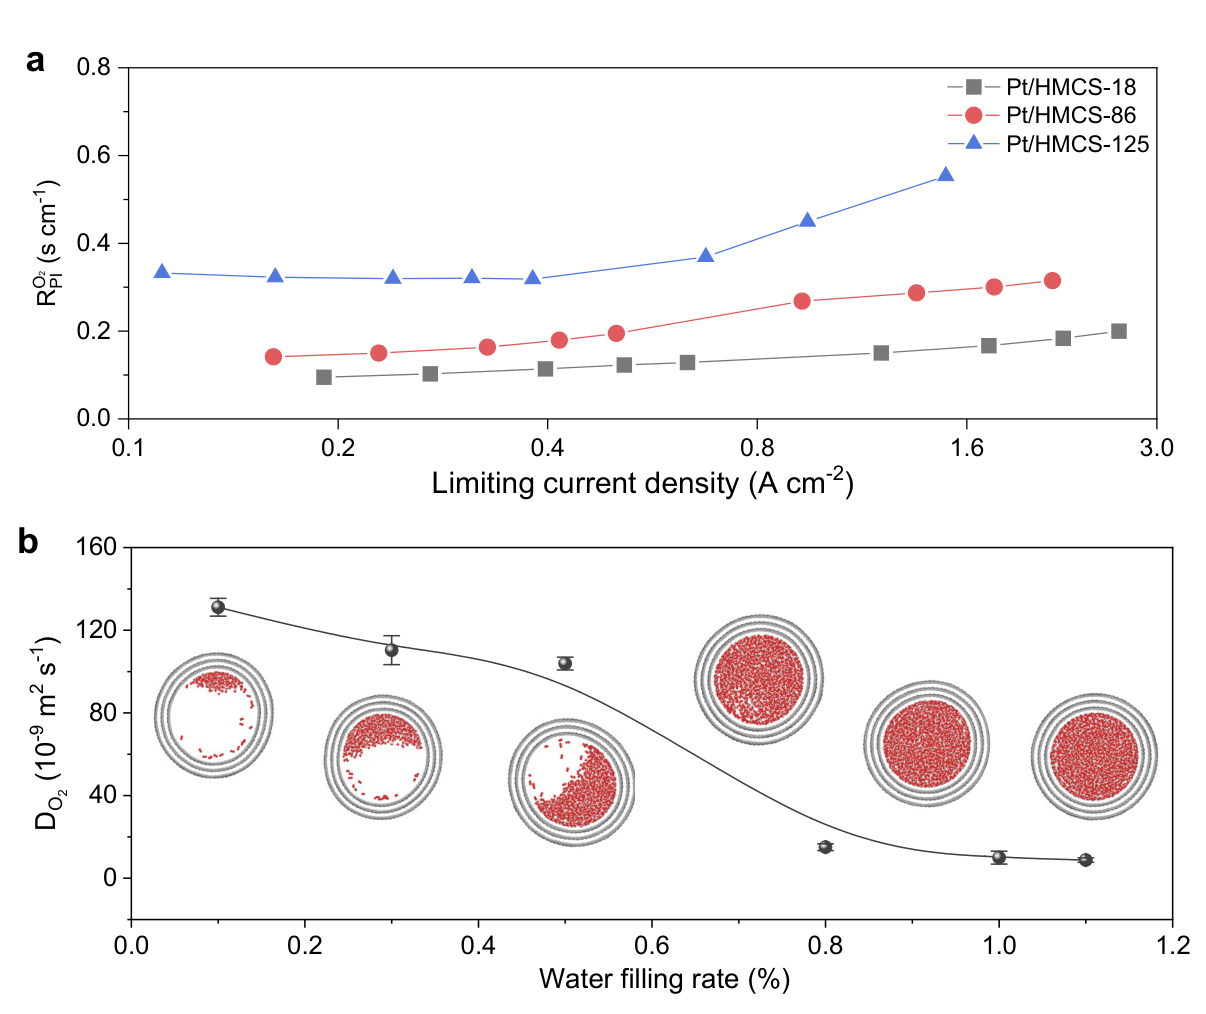 a
0.8
0.6
0.4
0.2
0.0
R_PI^O₂ (s cm⁻¹)
Pt/HMCS-18
Pt/HMCS-86
Pt/HMCS-125
0.1 0.2 0.4 0.8 1.6 3.0
Limiting current density (A cm⁻²)
b
160
120
80
40
0
D_O₂ (10⁻⁹ m² s⁻¹)
0.0 0.2 0.4 0.6 0.8 1.0 1.2
Water filling rate (%)